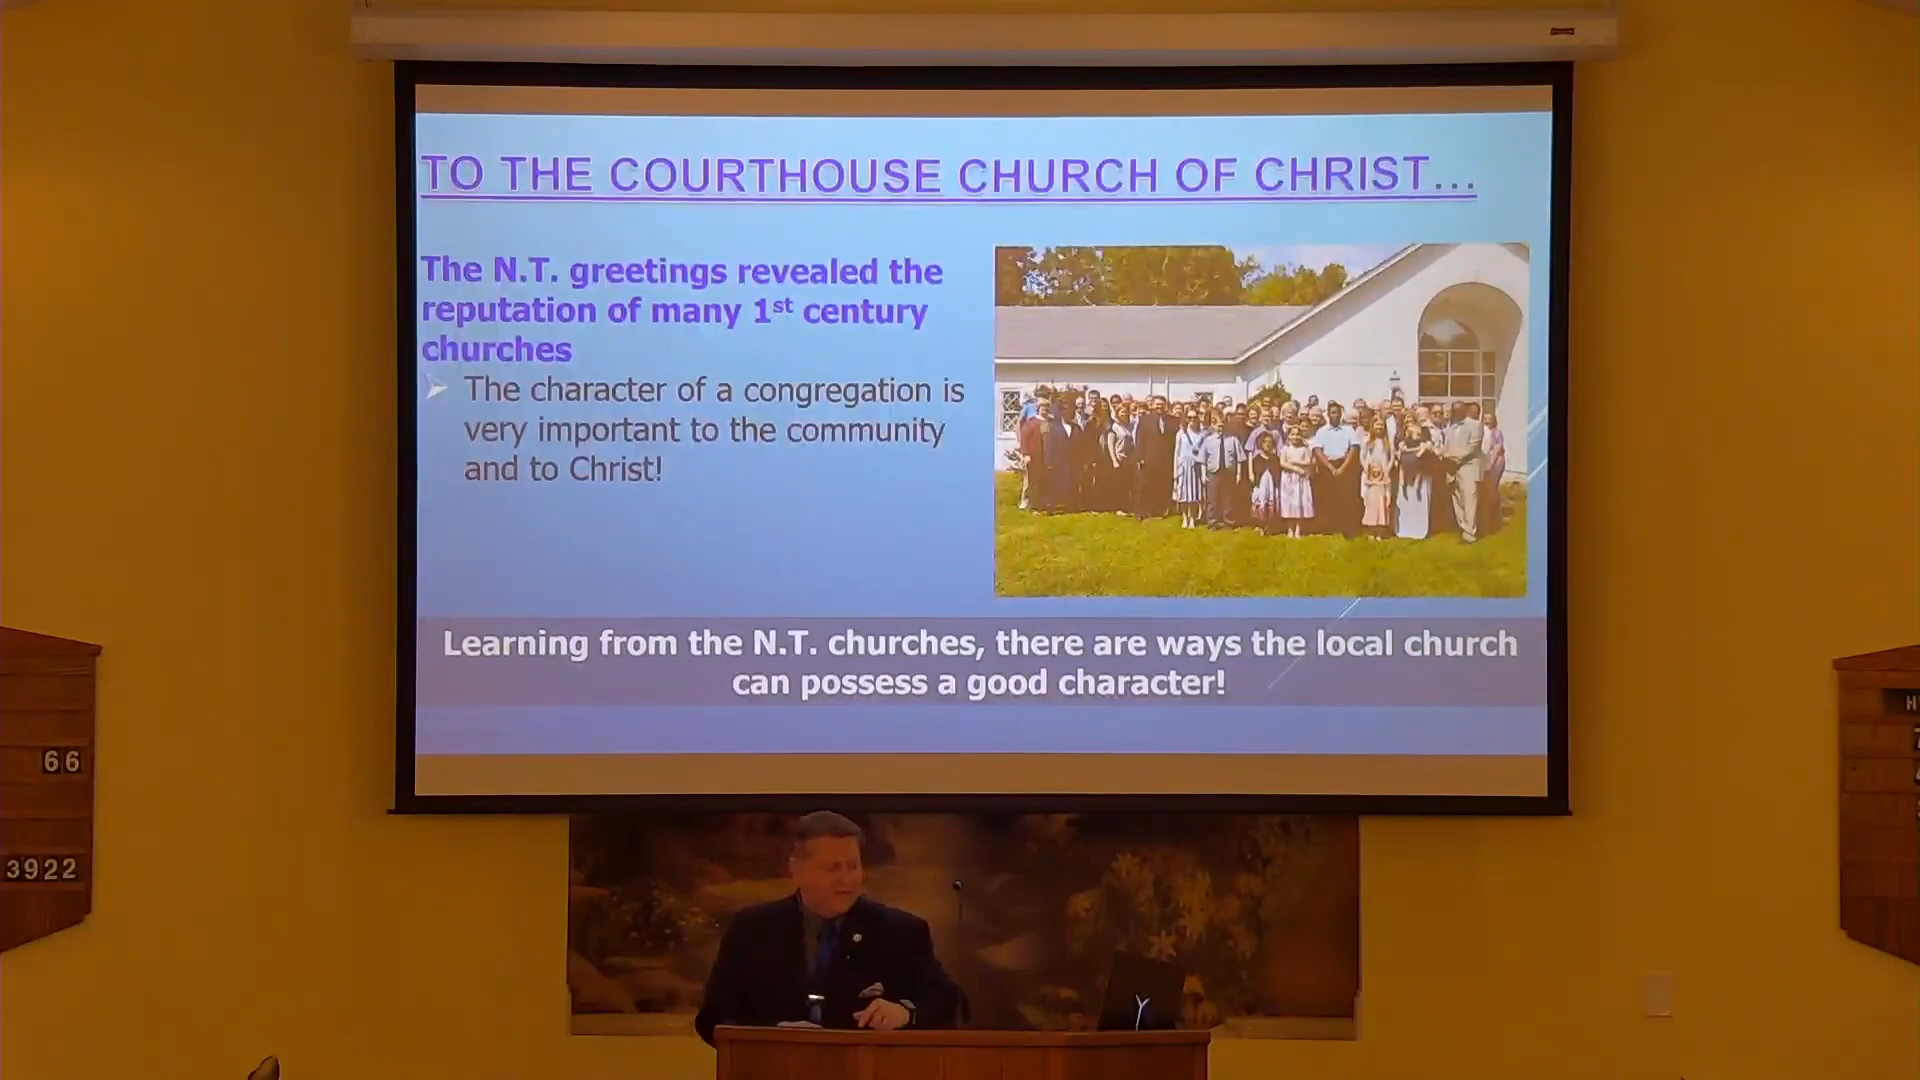 TO THE COURTHOUSE CHURCH OF CHRIST...
The N.T. greetings revealed the
reputation of many 1st century
churches
The character of a congregation is
very important to the community
and to Christ!
Learning from the N.T. churches, there are ways the local church
can possess a good character!
66
3922
H